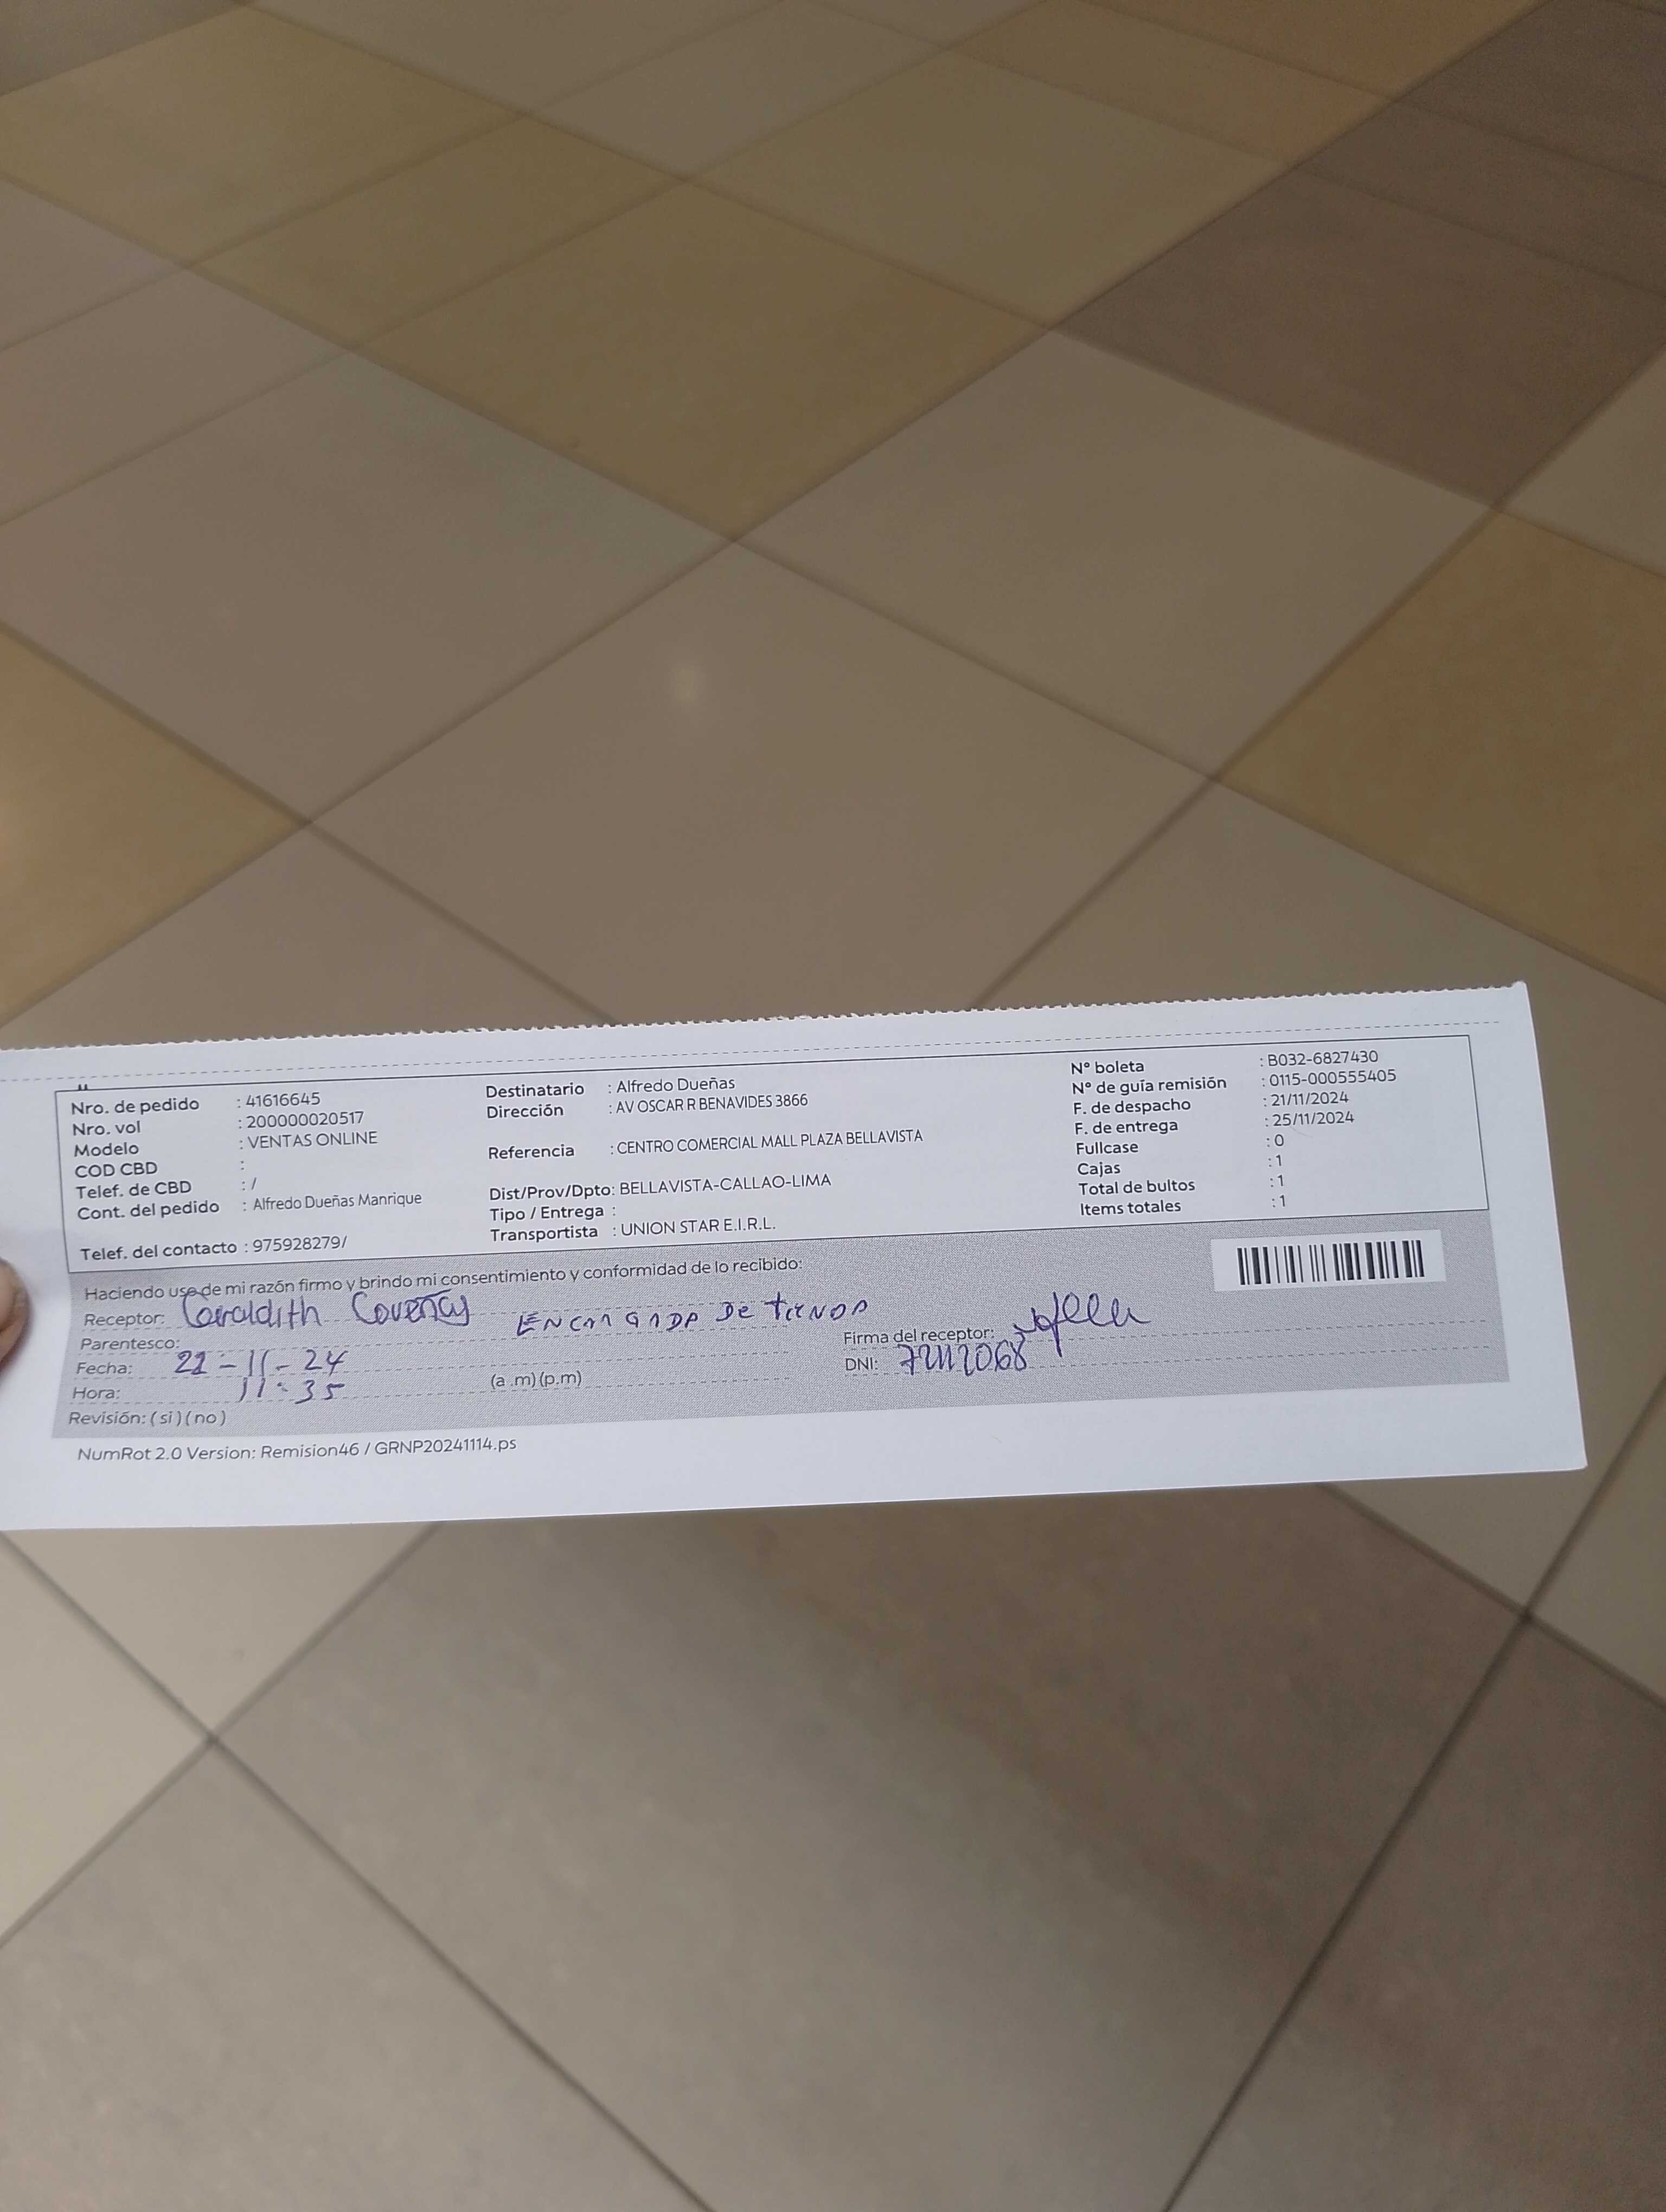 Nro. de pedido : 41616645
Nro. vol : 200000020517
Modelo : VENTAS ONLINE
COD CBD :
Telef. de CBD : /
Cont. del pedido : Alfredo Dueñas Manrique
Telef. del contacto : 975928279/
Destinatario : Alfredo Dueñas
Dirección : AV OSCAR R BENAVIDES 3866
Referencia : CENTRO COMERCIAL MALL PLAZA BELLAVISTA
Dist/Prov/Dpto: BELLAVISTA-CALLAO-LIMA
Tipo / Entrega :
Transportista : UNION STAR E.I.R.L.
Nº boleta : B032-6827430
Nº de guía remisión : 0115-000555405
F. de despacho : 21/11/2024
F. de entrega : 25/11/2024
Fullcase : 0
Cajas : 1
Total de bultos : 1
Items totales : 1
Haciendo uso de mi razón firmo y brindo mi consentimiento y conformidad de lo recibido:
Receptor: ENCARGADA DE TIENDA
Parentesco:
Firma del receptor:
Fecha: 22-11-24
DNI:
Hora: 11:35 (a .m) (p.m)
Revisión: ( si ) ( no )
NumRot 2.0 Version: Remision46 / GRNP20241114.ps